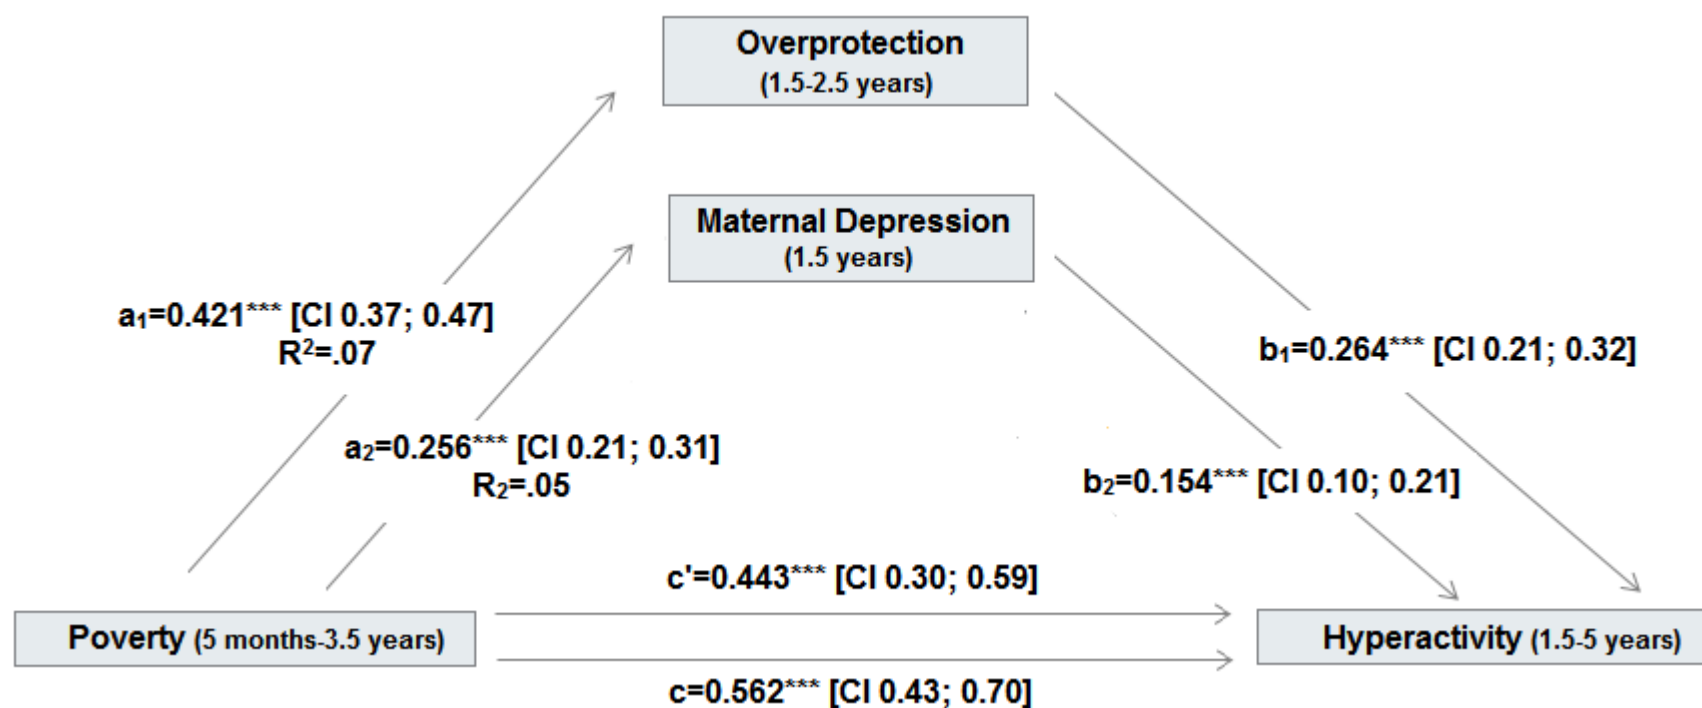 Overprotection
(1.5-2.5 years)
Maternal Depression
(1.5 years)
a₁=0.421*** [CI 0.37; 0.47]
R²=.07
b₁=0.264*** [CI 0.21; 0.32]
a₂=0.256*** [CI 0.21; 0.31]
R₂=.05
b₂=0.154*** [CI 0.10; 0.21]
c'=0.443*** [CI 0.30; 0.59]
Poverty (5 months-3.5 years)
Hyperactivity (1.5-5 years)
c=0.562*** [CI 0.43; 0.70]